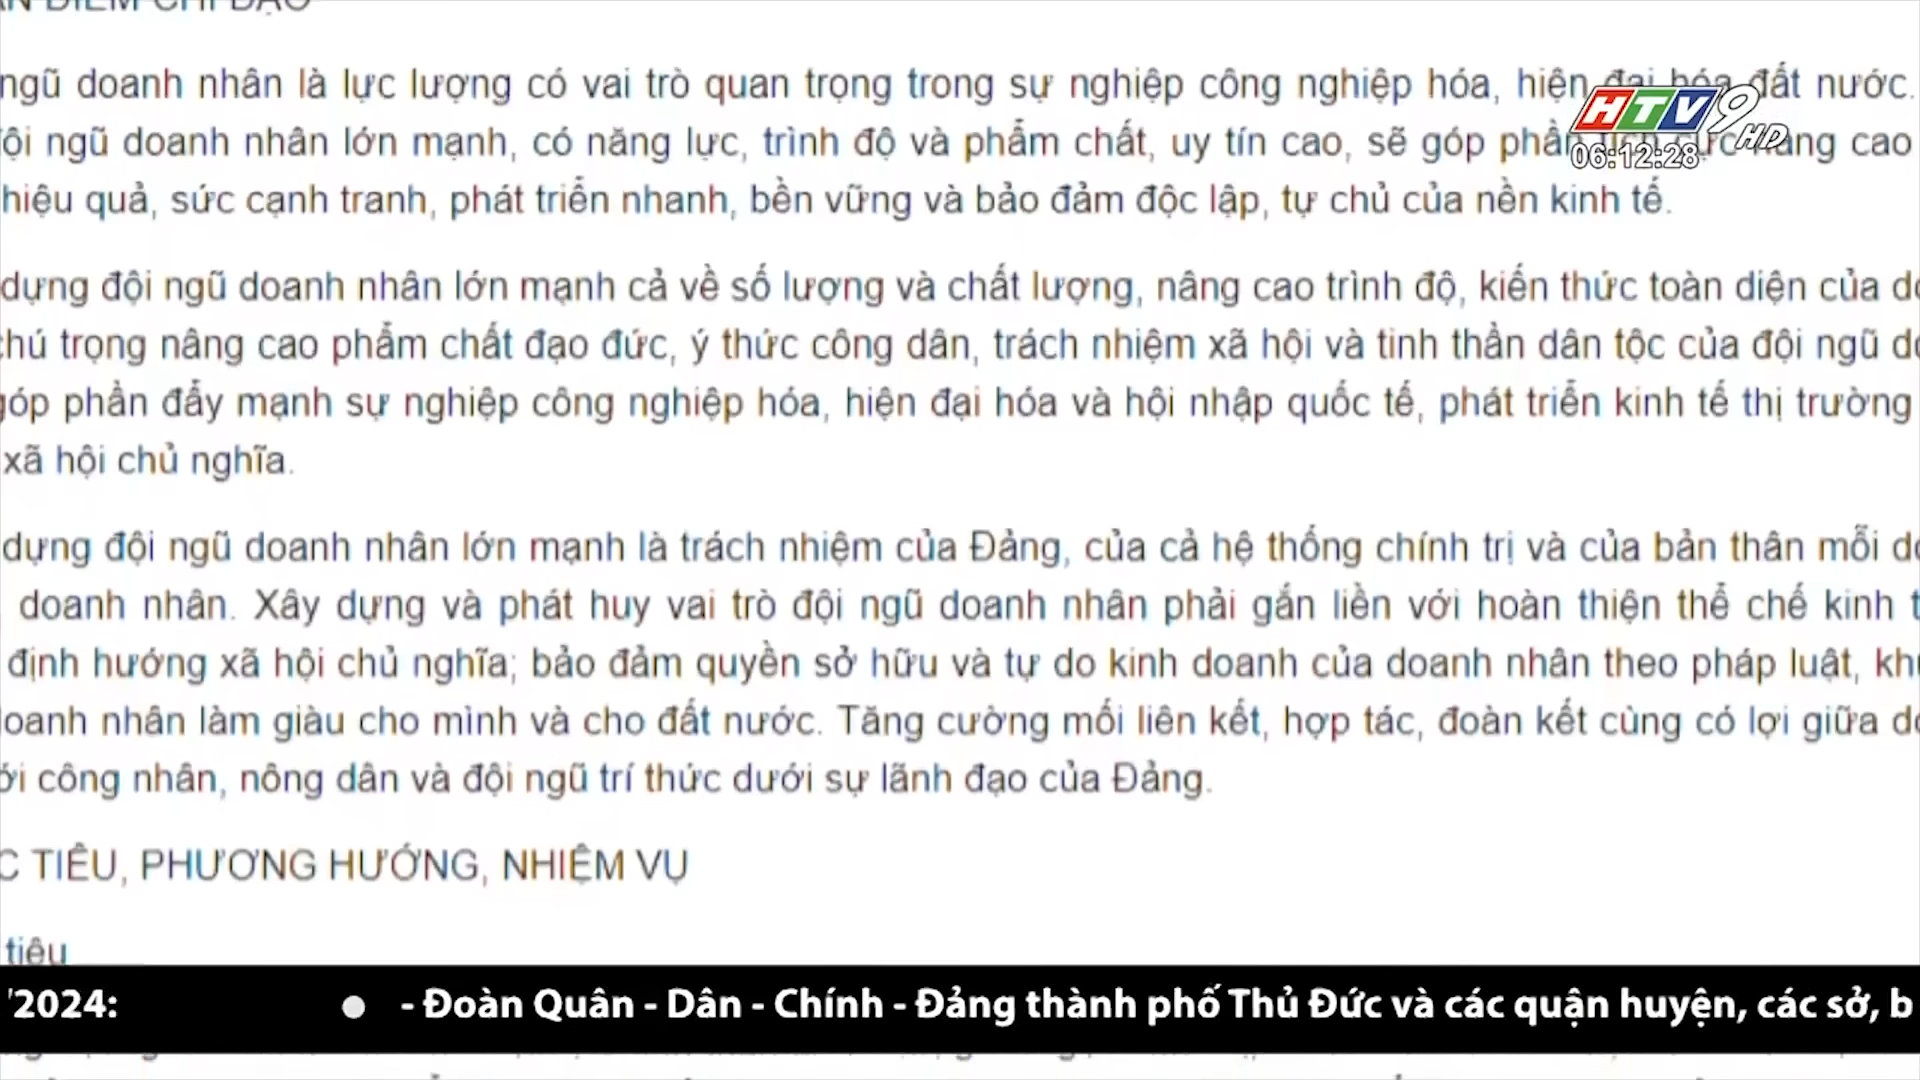 ngũ doanh nhân là lực lượng có vai trò quan trọng trong sự nghiệp công nghiệp hóa, hiện đại hóa đất nước.
đội ngũ doanh nhân lớn mạnh, có năng lực, trình độ và phẩm chất, uy tín cao, sẽ góp phần cao
hiệu quả, sức cạnh tranh, phát triển nhanh, bền vững và bảo đảm độc lập, tự chủ của nền kinh tế.
HTV9 HD
06:12:28
dựng đội ngũ doanh nhân lớn mạnh cả về số lượng và chất lượng, nâng cao trình độ, kiến thức toàn diện của
chú trọng nâng cao phẩm chất đạo đức, ý thức công dân, trách nhiệm xã hội và tinh thần dân tộc của đội ngũ
góp phần đẩy mạnh sự nghiệp công nghiệp hóa, hiện đại hóa và hội nhập quốc tế, phát triển kinh tế thị trường
xã hội chủ nghĩa.
dựng đội ngũ doanh nhân lớn mạnh là trách nhiệm của Đảng, của cả hệ thống chính trị và của bản thân mỗi
doanh nhân. Xây dựng và phát huy vai trò đội ngũ doanh nhân phải gắn liền với hoàn thiện thể chế kinh
định hướng xã hội chủ nghĩa; bảo đảm quyền sở hữu và tự do kinh doanh của doanh nhân theo pháp luật,
doanh nhân làm giàu cho mình và cho đất nước. Tăng cường mối liên kết, hợp tác, đoàn kết cùng có lợi giữa
công nhân, nông dân và đội ngũ trí thức dưới sự lãnh đạo của Đảng.
C TIÊU, PHƯƠNG HƯỚNG, NHIỆM VỤ
tiêu
/2024: ● - Đoàn Quân - Dân - Chính - Đảng thành phố Thủ Đức và các quận huyện, các sở, b